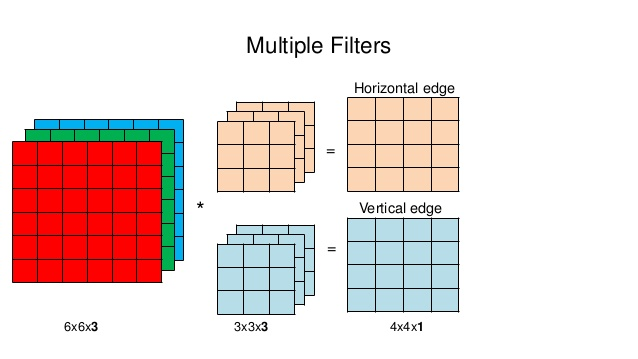 Multiple Filters
Horizontal edge
=
*
Vertical edge
=
6x6x3
3x3x3
4x4x1